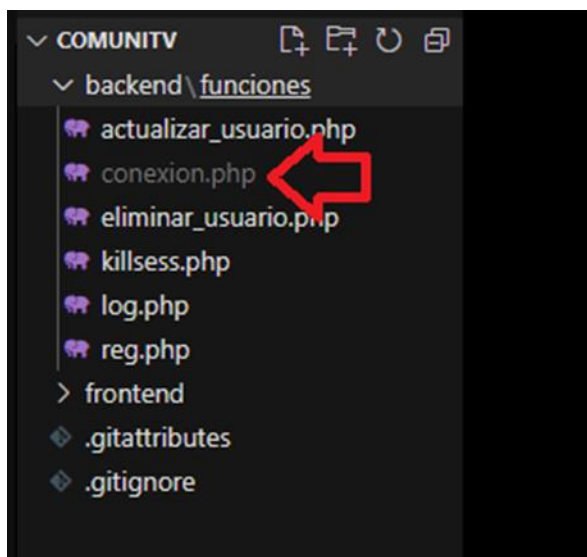 COMUNITV
backend\funciones
actualizar_usuario.php
conexion.php
eliminar_usuario.php
killsess.php
log.php
reg.php
frontend
.gitattributes
.gitignore